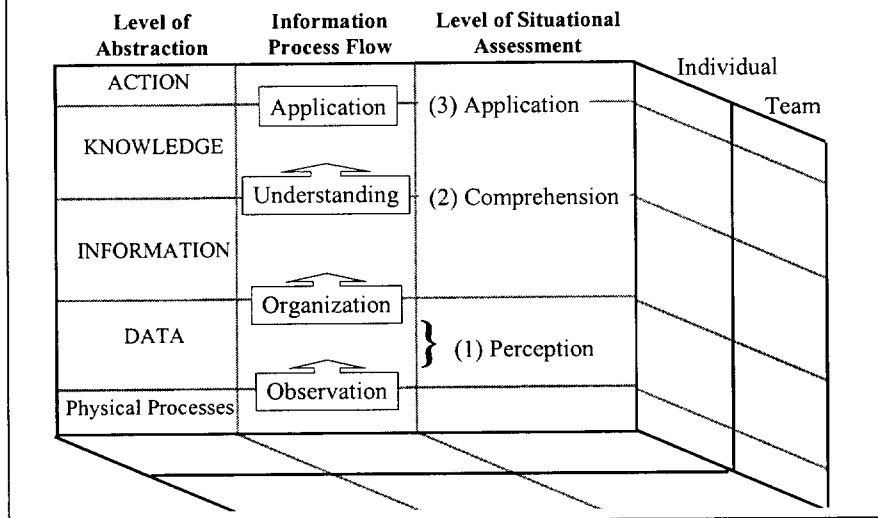 Level of Abstraction
Information Process Flow
Level of Situational Assessment
Individual
Team
ACTION
Application
(3) Application
KNOWLEDGE
Understanding
(2) Comprehension
INFORMATION
Organization
DATA
} (1) Perception
Observation
Physical Processes